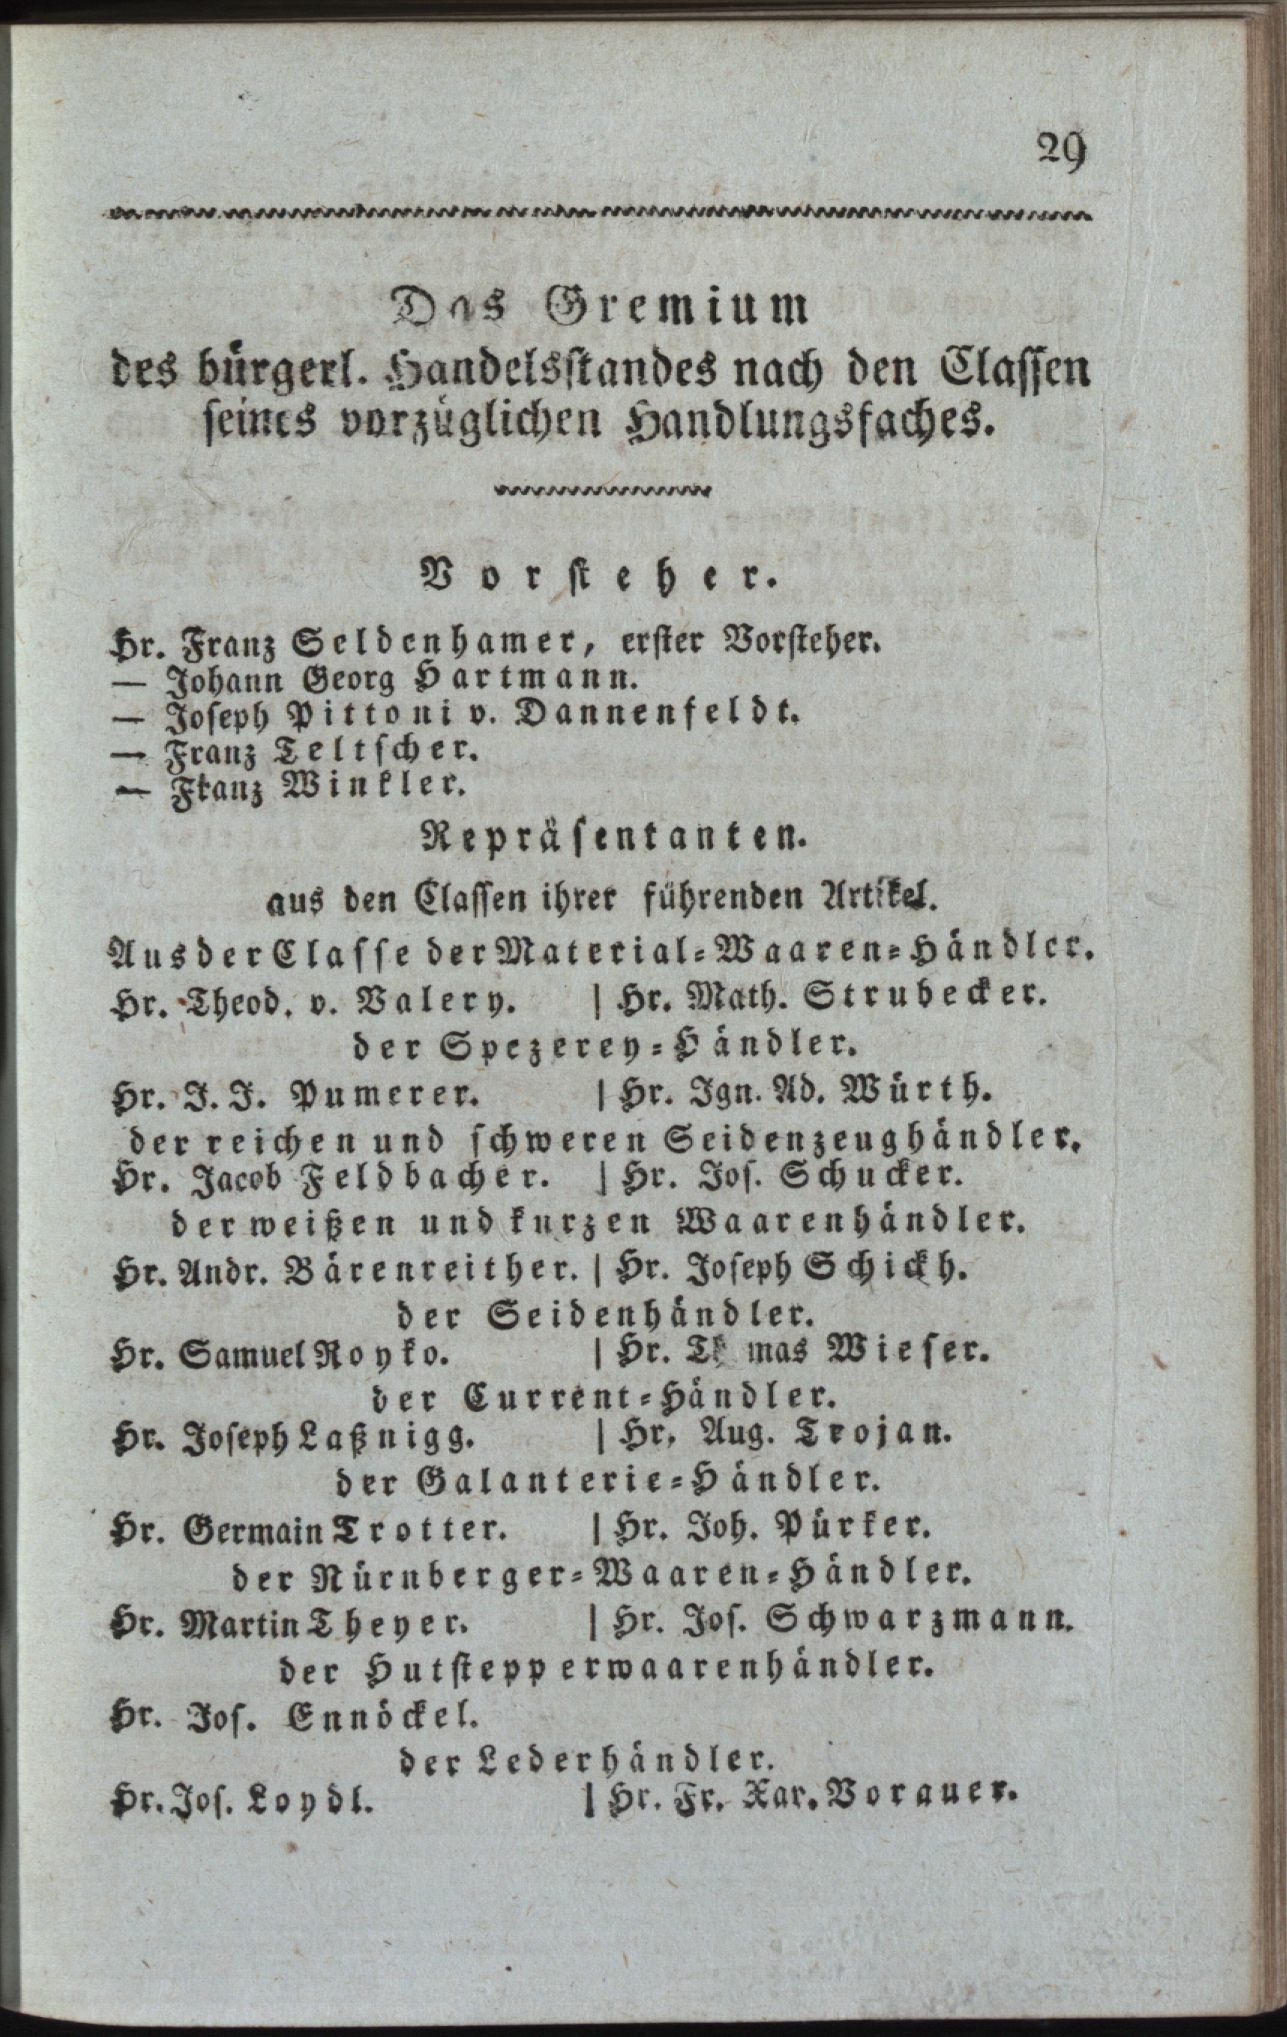 29
Das Gremium
des bürgerl. Handelsstandes nach den Classen
seines vorzüglichen Handlungsfaches.
Vorsteher.
Hr. Franz Seldenhamer, erster Vorsteher.
— Johann Georg Hartmann.
— Joseph Pittoni v. Dannenfeldt.
— Franz Teltscher.
— Franz Winkler.
Repräsentanten.
aus den Classen ihrer führenden Artikel.
Aus der Classe der Material-Waaren-Händler.
Hr. Theod. v. Valery. | Hr. Math. Strubecker.
der Spezerey-Händler.
Hr. J. J. Pumerer. | Hr. Ign. Ad. Würth.
der reichen und schweren Seidenzeughändler.
Hr. Jacob Feldbacher. | Hr. Jos. Schucker.
der weißen und kurzen Waarenhändler.
Hr. Andr. Bärenreither. | Hr. Joseph Schickh.
der Seidenhändler.
Hr. Samuel Royko. | Hr. Thomas Wieser.
der Current-Händler.
Hr. Joseph Laßnigg. | Hr. Aug. Trojan.
der Galanterie-Händler.
Hr. Germain Trotter. | Hr. Joh. Pürker.
der Nürnberger-Waaren-Händler.
Hr. Martin Theyer. | Hr. Jos. Schwarzmann.
der Hutstepperwaarenhändler.
Hr. Jos. Ennöckel.
der Lederhändler.
Hr. Jos. Loydl. | Hr. Fr. Xar. Vorauer.